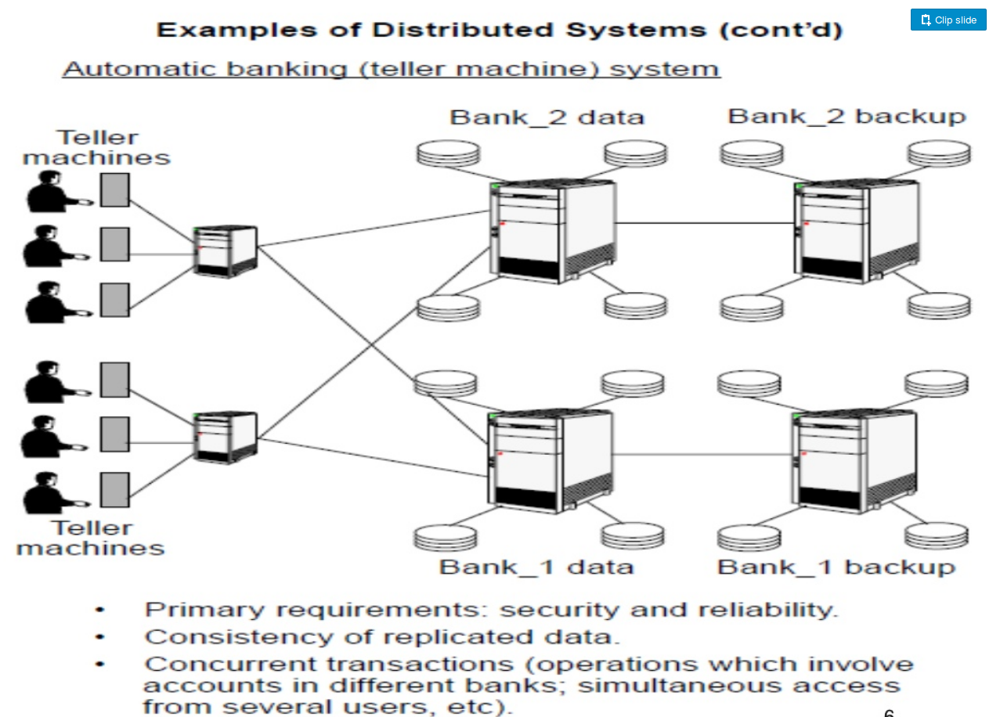 Clip slide
Examples of Distributed Systems (cont'd)
Automatic banking (teller machine) system
Bank_2 data
Bank_2 backup
Teller
machines
Teller
machines
Bank_1 data
Bank_1 backup
• Primary requirements: security and reliability.
• Consistency of replicated data.
• Concurrent transactions (operations which involve
accounts in different banks; simultaneous access
from several users, etc).
6